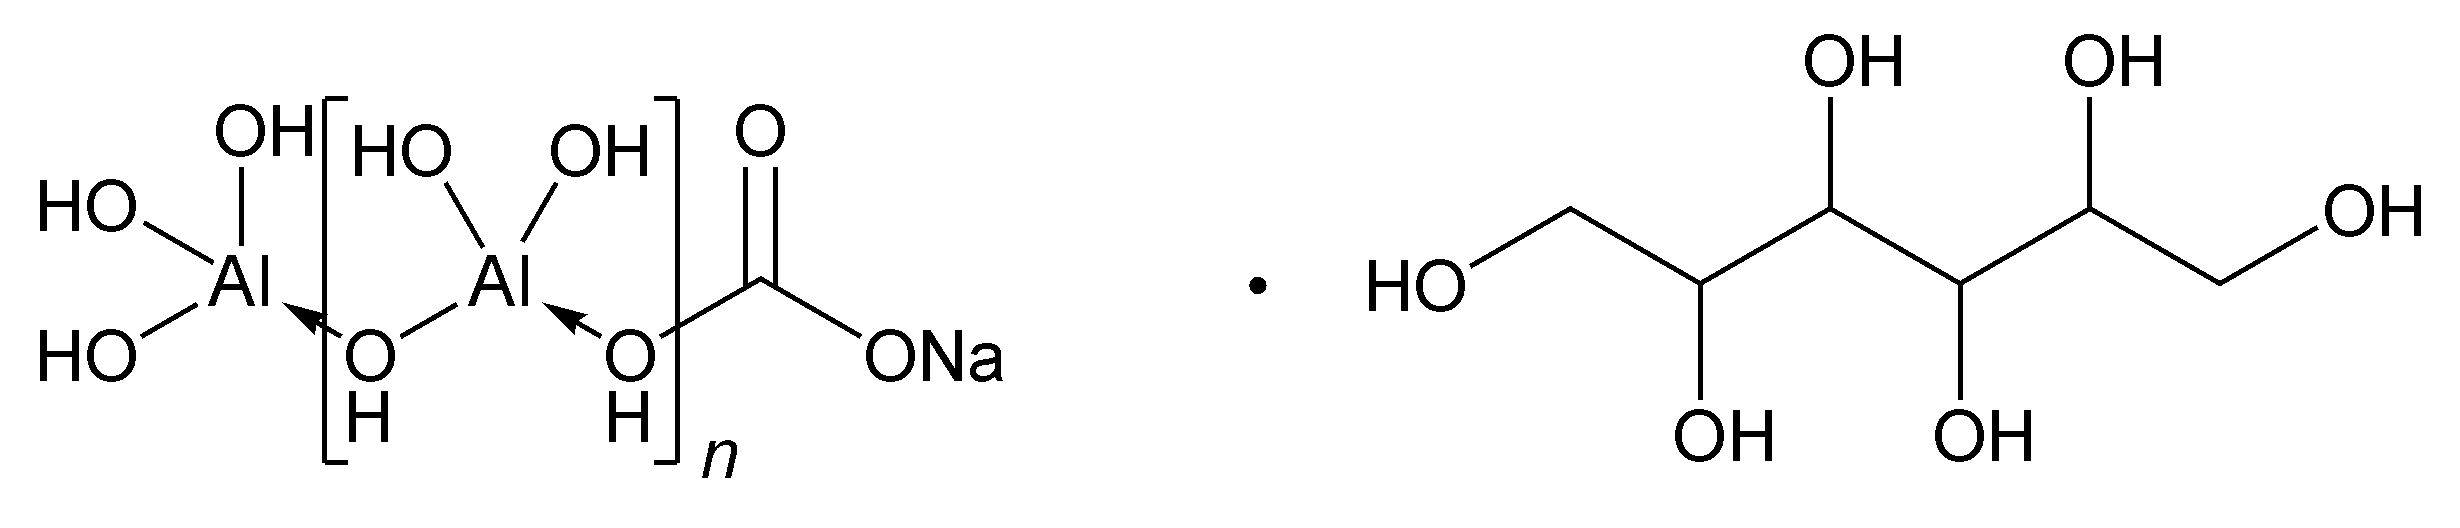 OH HO OH O OH OH
HO OH
Al Al
HO
HO O O ONa
H H
OH OH
n